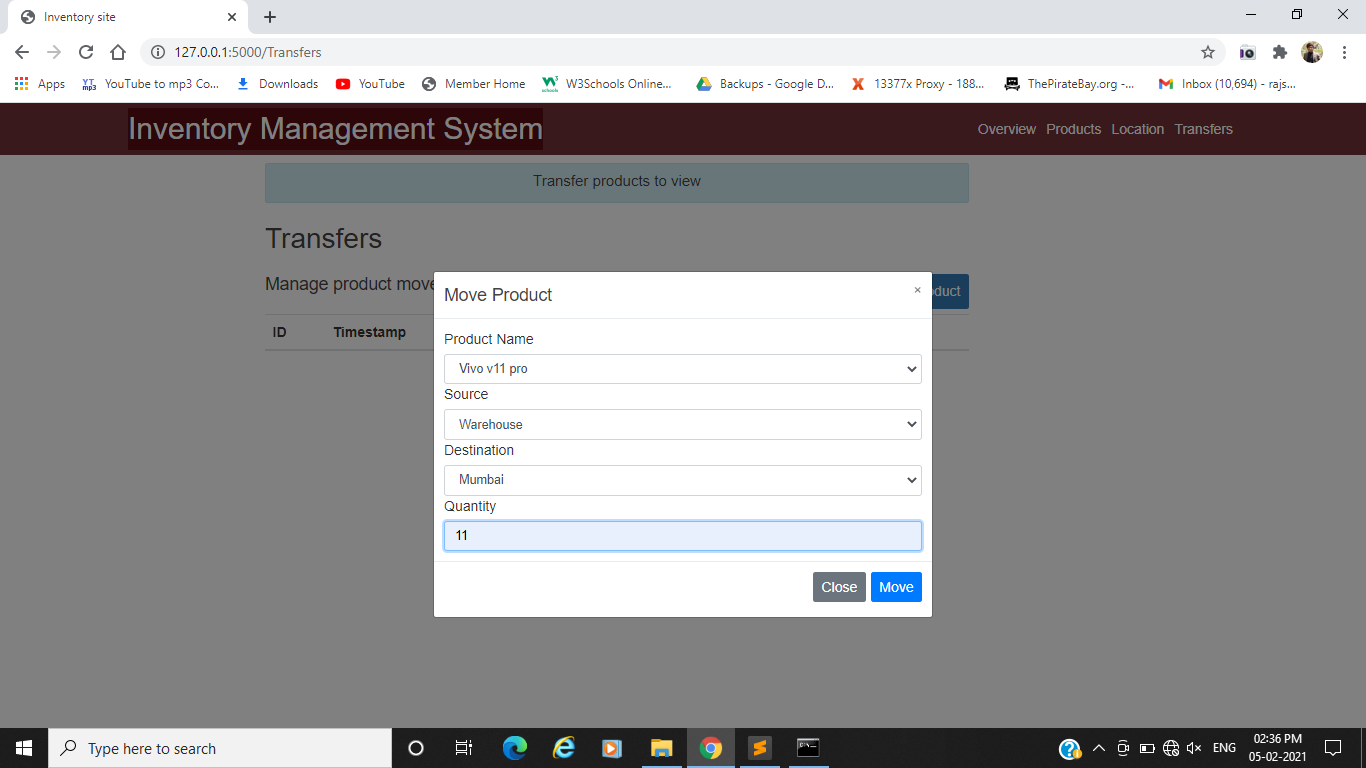 Inventory site
127.0.0.1:5000/Transfers
Apps YouTube to mp3 Co... Downloads YouTube Member Home W3Schools Online... Backups - Google D... 13377x Proxy - 188... ThePirateBay.org -... Inbox (10,694) - rajs...
Inventory Management System Overview Products Location Transfers
Transfer products to view
Transfers
Manage product move
duct
ID Timestamp
Move Product ×
Product Name
Vivo v11 pro
Source
Warehouse
Destination
Mumbai
Quantity
11
Close Move
Type here to search
ENG
02:36 PM
05-02-2021